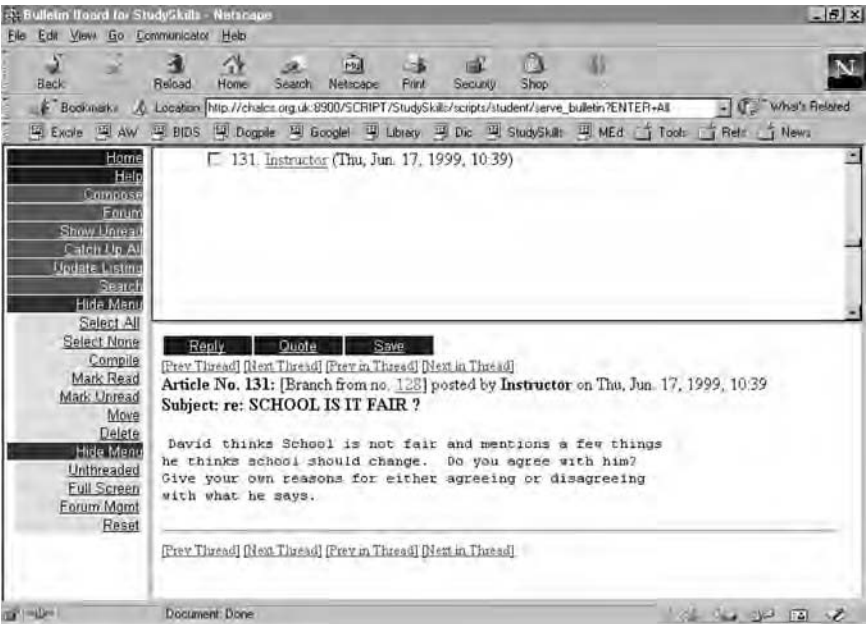 Bulletin Board for StudySkills - Netscape
File Edit View Go Communicator Help
Back Reload Home Search Netscape Print Security Shop
Bookmarks Location: http://chalcs.org.uk:8900/SCRIPT/StudySkills/scripts/student/serve_bulletin?ENTER+All What's Related
Excite AW BIDS Dogpile Google! Library Dic StudySkills MEd Tools Refs News
Home
Help
Compose
Forum
Show Unread
Catch Up All
Update Listing
Search
Hide Menu
Select All
Select None
Compile
Mark Read
Mark Unread
Move
Delete
Hide Menu
Unthreaded
Full Screen
Forum Mgmt
Reset
131. Instructor (Thu, Jun. 17, 1999, 10:39)
Reply Quote Save
[Prev Thread] [Next Thread] [Prev in Thread] [Next in Thread]
Article No. 131: [Branch from no. 128] posted by Instructor on Thu, Jun. 17, 1999, 10:39
Subject: re: SCHOOL IS IT FAIR ?
David thinks School is not fair and mentions a few things
he thinks school should change. Do you agree with him?
Give your own reasons for either agreeing or disagreeing
with what he says.
[Prev Thread] [Next Thread] [Prev in Thread] [Next in Thread]
Document: Done